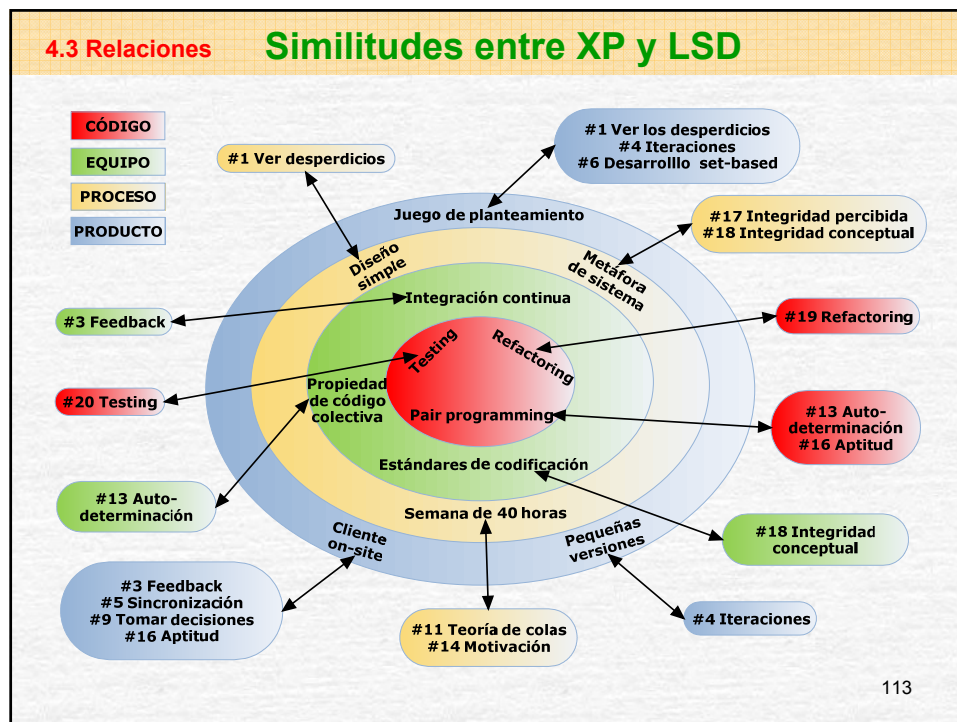 4.3 Relaciones
Similitudes entre XP y LSD
CÓDIGO
EQUIPO
PROCESO
PRODUCTO
#1 Ver desperdicios
#1 Ver los desperdicios
#4 Iteraciones
#6 Desarrolllo set-based
#17 Integridad percibida
#18 Integridad conceptual
Juego de planteamiento
Diseño
simple
Metáfora
de sistema
Integración continua
#3 Feedback
#19 Refactoring
Testing
Refactoring
#20 Testing
Propiedad
de código
colectiva
Pair programming
#13 Auto-
determinación
#16 Aptitud
Estándares de codificación
#13 Auto-
determinación
Semana de 40 horas
Cliente
on-site
Pequeñas
versiones
#18 Integridad
conceptual
#3 Feedback
#5 Sincronización
#9 Tomar decisiones
#16 Aptitud
#11 Teoría de colas
#14 Motivación
#4 Iteraciones
113